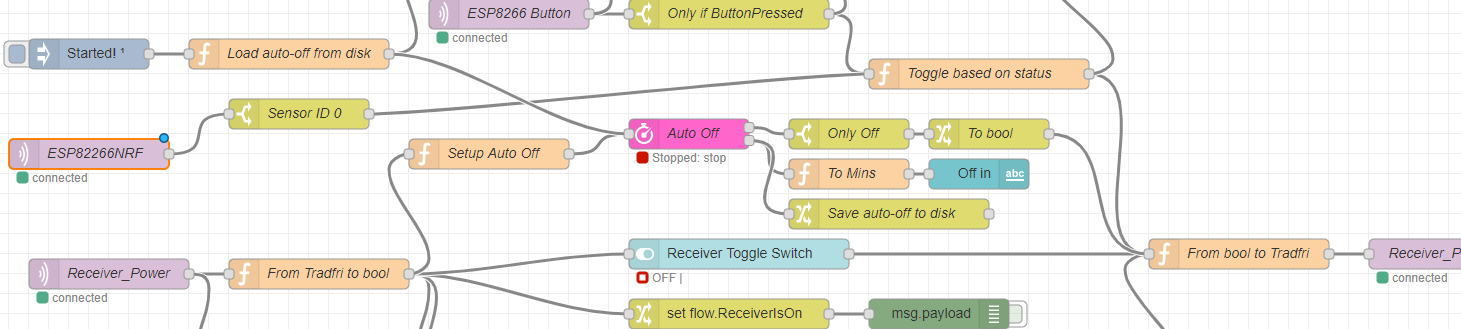 ESP8266 Button
Only if ButtonPressed
connected
Started! ¹
Load auto-off from disk
Toggle based on status
Sensor ID 0
ESP82266NRF
connected
Setup Auto Off
Auto Off
Stopped: stop
Only Off
To bool
To Mins
Off in
abc
Save auto-off to disk
Receiver_Power
connected
From Tradfri to bool
Receiver Toggle Switch
OFF |
From bool to Tradfri
Receiver_P
connected
set flow.ReceiverIsOn
msg.payload